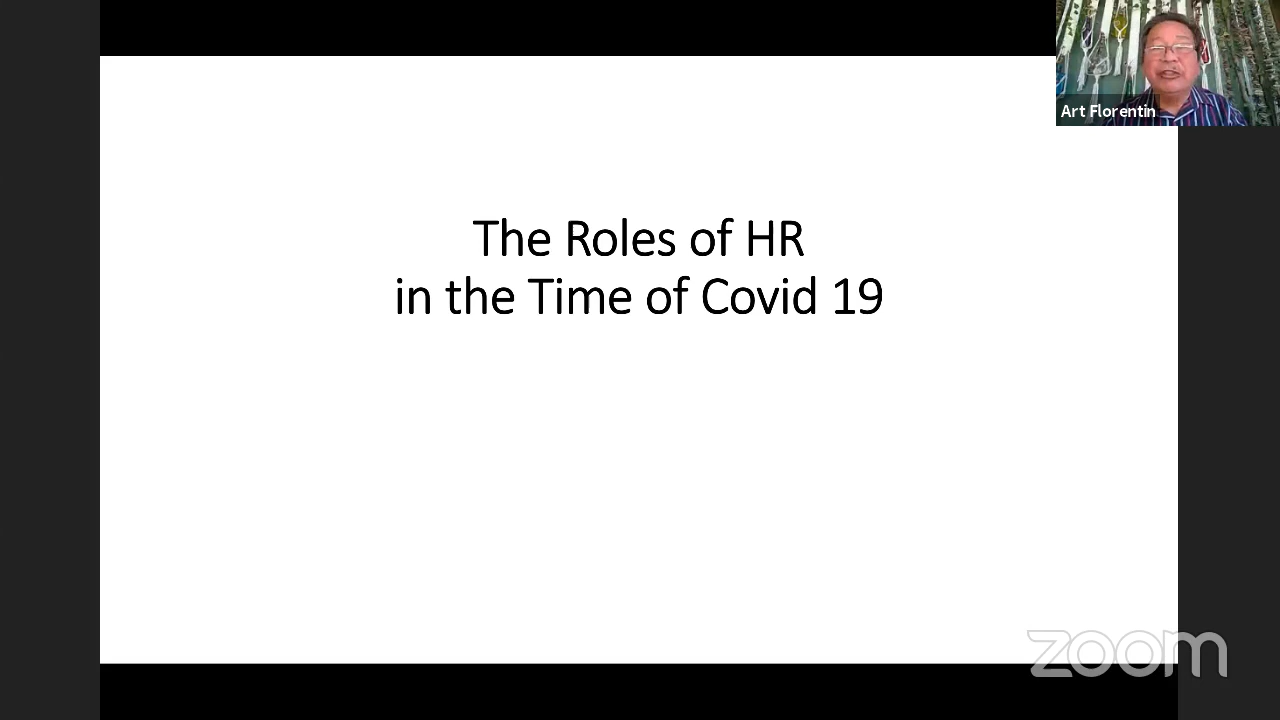 Art Florentin
The Roles of HR
in the Time of Covid 19
zoom